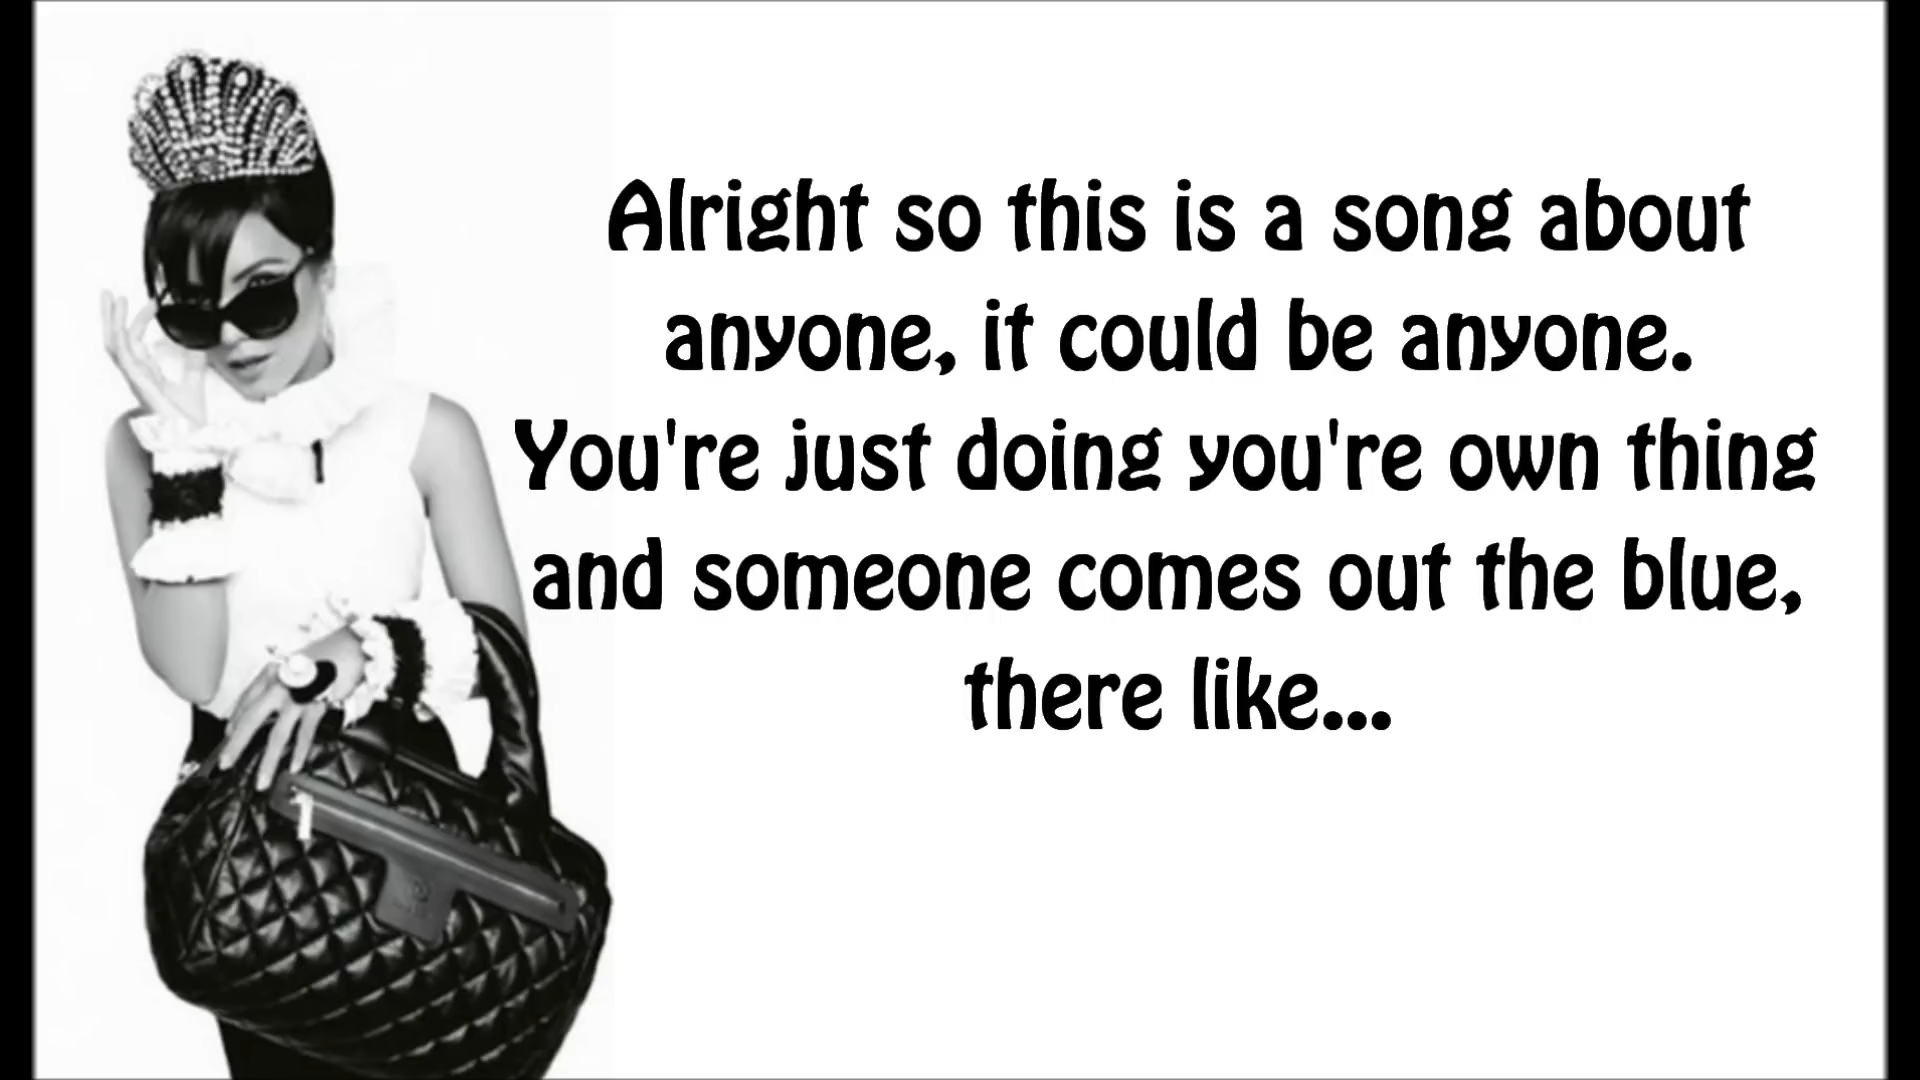 Alright so this is a song about
anyone, it could be anyone.
You're just doing you're own thing
and someone comes out the blue,
there like...